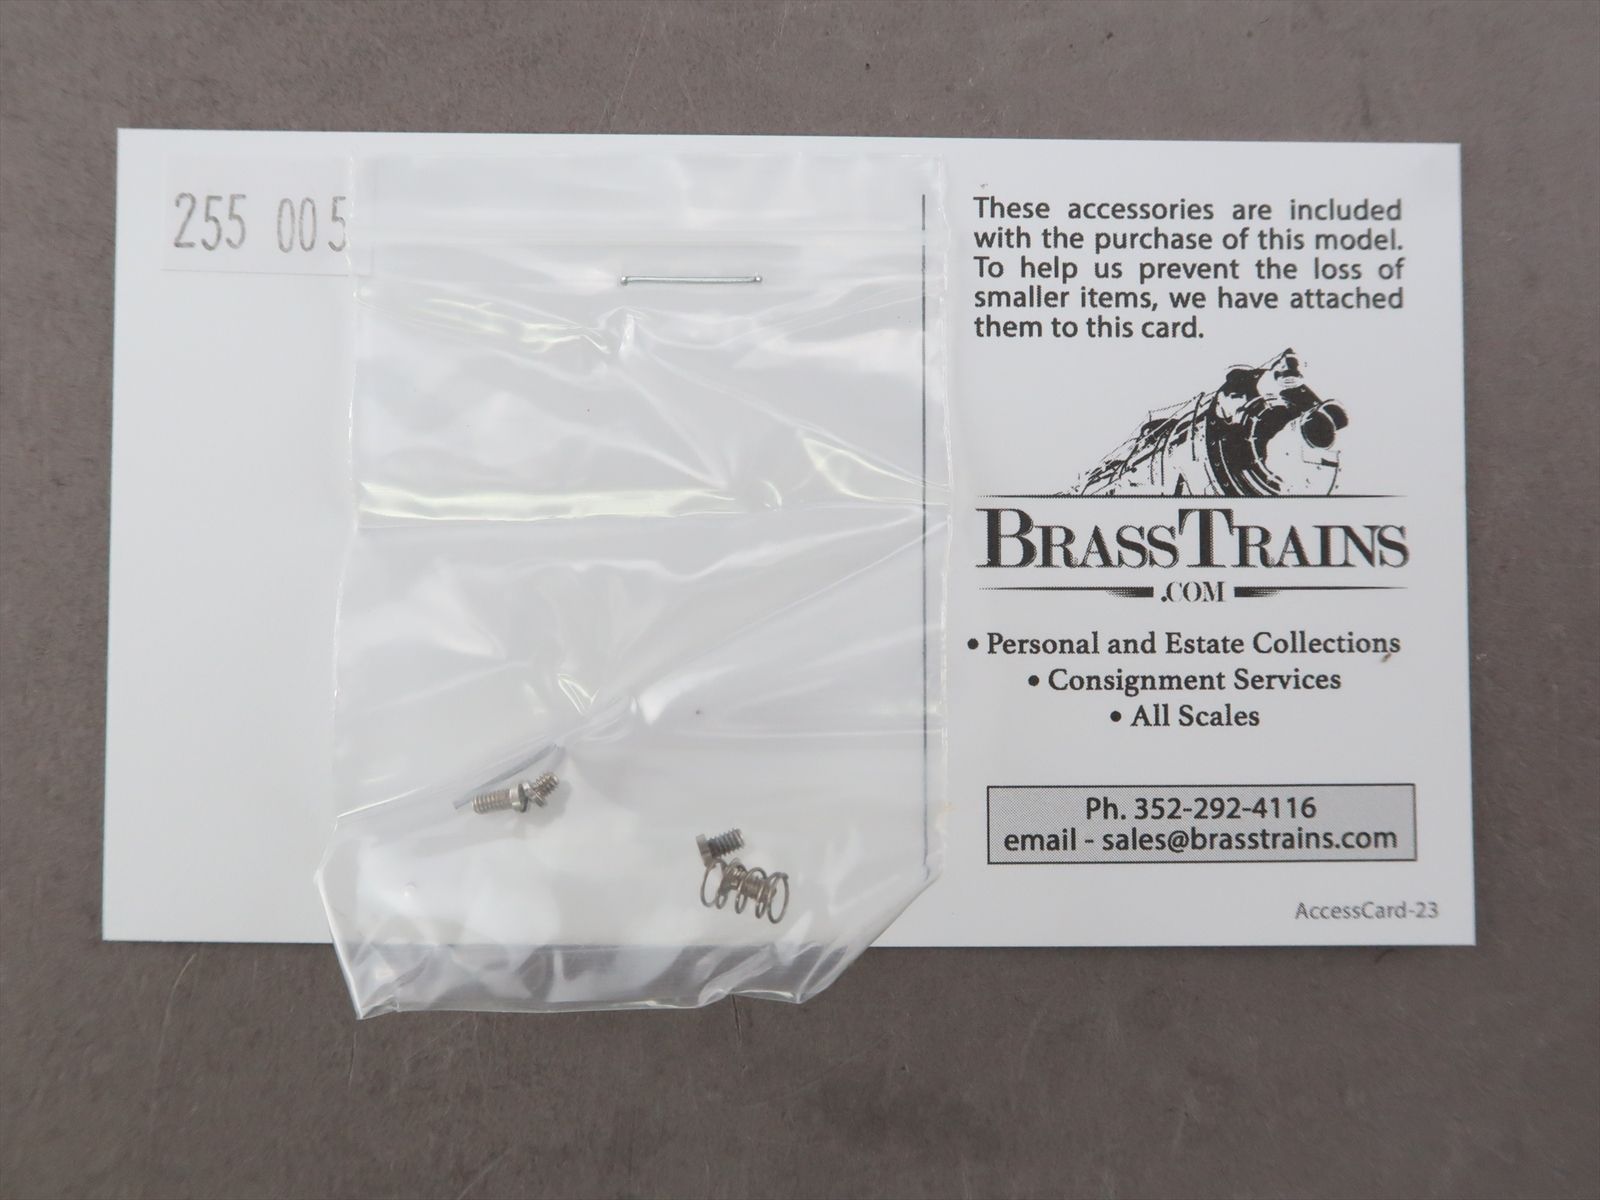 255 005
These accessories are included
with the purchase of this model.
To help us prevent the loss of
smaller items, we have attached
them to this card.
BRASSTRAINS
.COM
• Personal and Estate Collections
• Consignment Services
• All Scales
Ph. 352-292-4116
email - sales@brasstrains.com
AccessCard-23